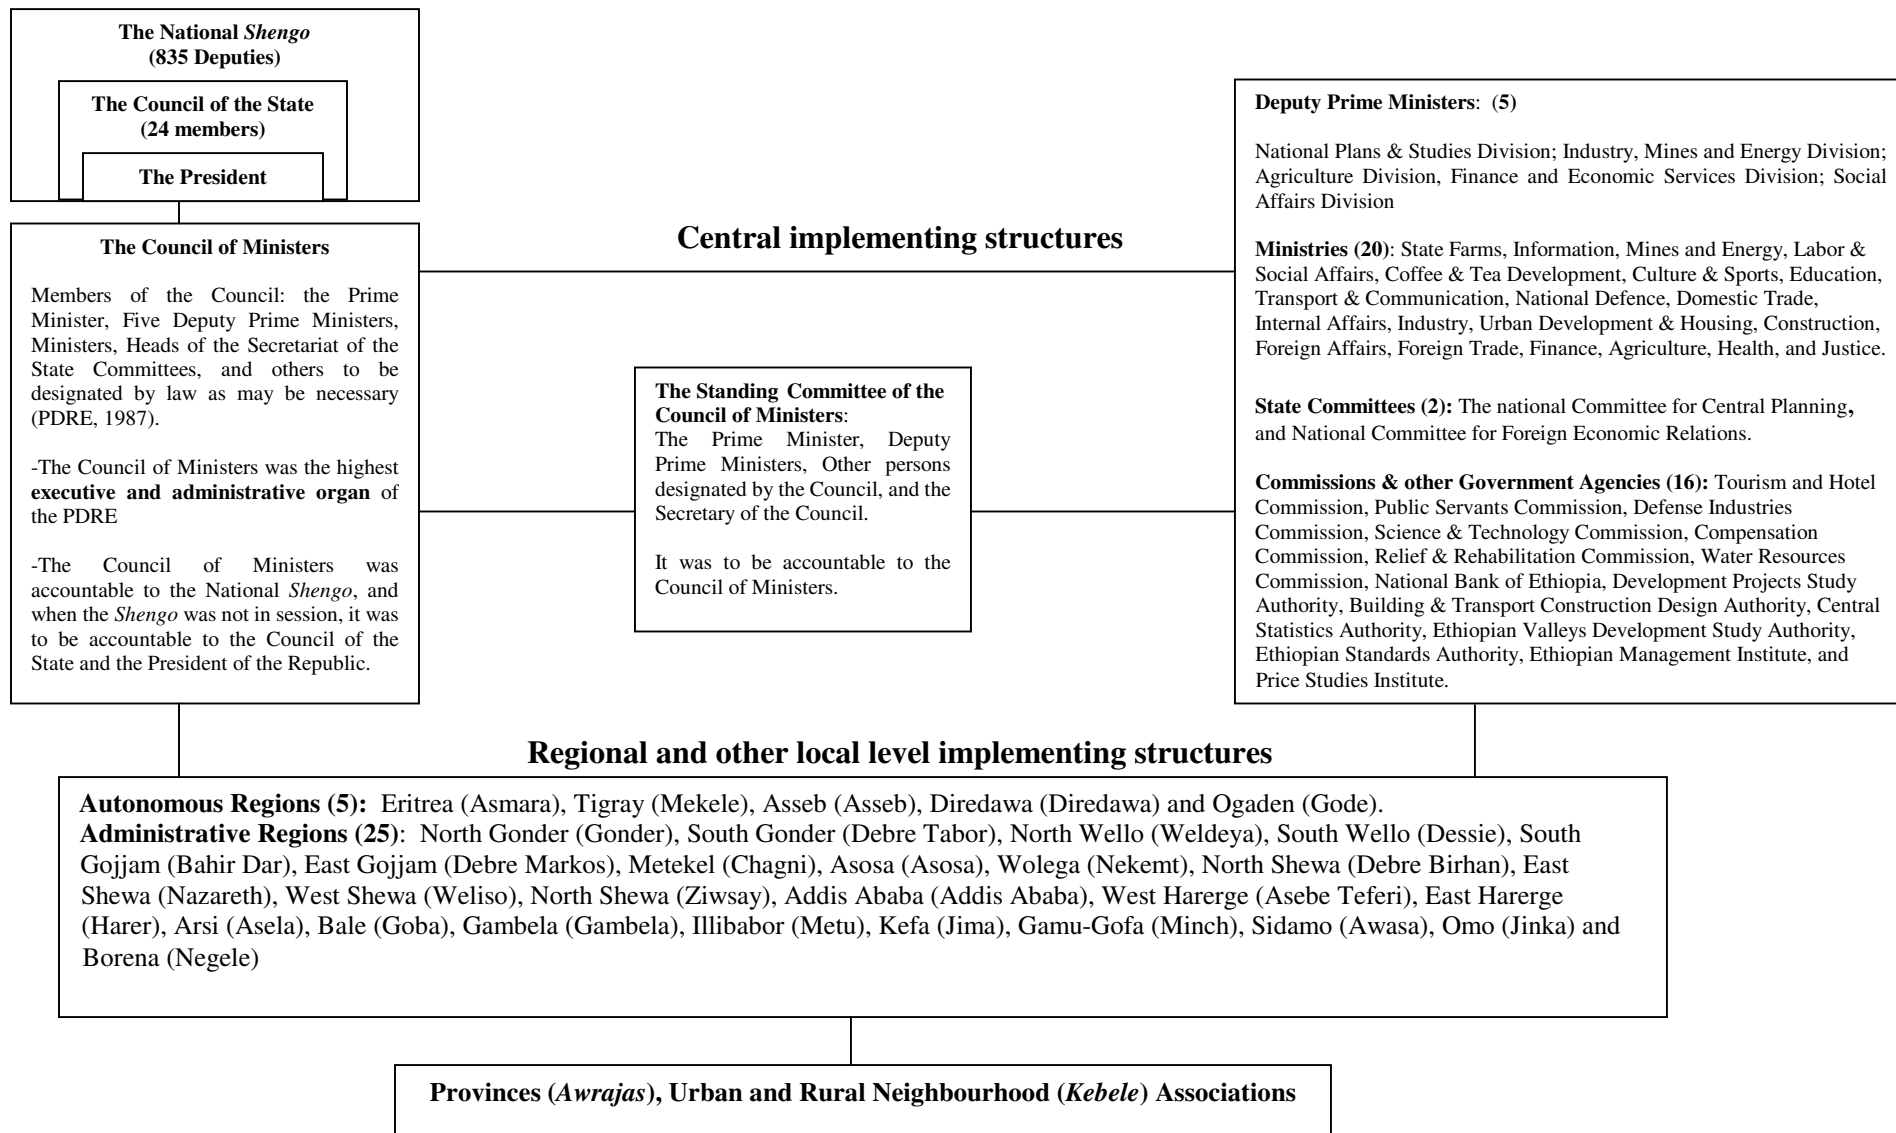 The National Shengo
(835 Deputies)
The Council of the State
(24 members)
The President
The Council of Ministers
Members of the Council: the Prime
Minister, Five Deputy Prime Ministers,
Ministers, Heads of the Secretariat of the
State Committees, and others to be
designated by law as may be necessary
(PDRE, 1987).
-The Council of Ministers was the highest
executive and administrative organ of
the PDRE
-The Council of Ministers was
accountable to the National Shengo, and
when the Shengo was not in session, it was
to be accountable to the Council of the
State and the President of the Republic.
Central implementing structures
The Standing Committee of the
Council of Ministers:
The Prime Minister, Deputy
Prime Ministers, Other persons
designated by the Council, and the
Secretary of the Council.
It was to be accountable to the
Council of Ministers.
Deputy Prime Ministers: (5)
National Plans & Studies Division; Industry, Mines and Energy Division;
Agriculture Division, Finance and Economic Services Division; Social
Affairs Division
Ministries (20): State Farms, Information, Mines and Energy, Labor &
Social Affairs, Coffee & Tea Development, Culture & Sports, Education,
Transport & Communication, National Defence, Domestic Trade,
Internal Affairs, Industry, Urban Development & Housing, Construction,
Foreign Affairs, Foreign Trade, Finance, Agriculture, Health, and Justice.
State Committees (2): The national Committee for Central Planning,
and National Committee for Foreign Economic Relations.
Commissions & other Government Agencies (16): Tourism and Hotel
Commission, Public Servants Commission, Defense Industries
Commission, Science & Technology Commission, Compensation
Commission, Relief & Rehabilitation Commission, Water Resources
Commission, National Bank of Ethiopia, Development Projects Study
Authority, Building & Transport Construction Design Authority, Central
Statistics Authority, Ethiopian Valleys Development Study Authority,
Ethiopian Standards Authority, Ethiopian Management Institute, and
Price Studies Institute.
Regional and other local level implementing structures
Autonomous Regions (5): Eritrea (Asmara), Tigray (Mekele), Asseb (Asseb), Diredawa (Diredawa) and Ogaden (Gode).
Administrative Regions (25): North Gonder (Gonder), South Gonder (Debre Tabor), North Wello (Weldeya), South Wello (Dessie), South
Gojjam (Bahir Dar), East Gojjam (Debre Markos), Metekel (Chagni), Asosa (Asosa), Wolega (Nekemt), North Shewa (Debre Birhan), East
Shewa (Nazareth), West Shewa (Weliso), North Shewa (Ziwsay), Addis Ababa (Addis Ababa), West Harerge (Asebe Teferi), East Harerge
(Harer), Arsi (Asela), Bale (Goba), Gambela (Gambela), Illibabor (Metu), Kefa (Jima), Gamu-Gofa (Minch), Sidamo (Awasa), Omo (Jinka) and
Borena (Negele)
Provinces (Awrajas), Urban and Rural Neighbourhood (Kebele) Associations